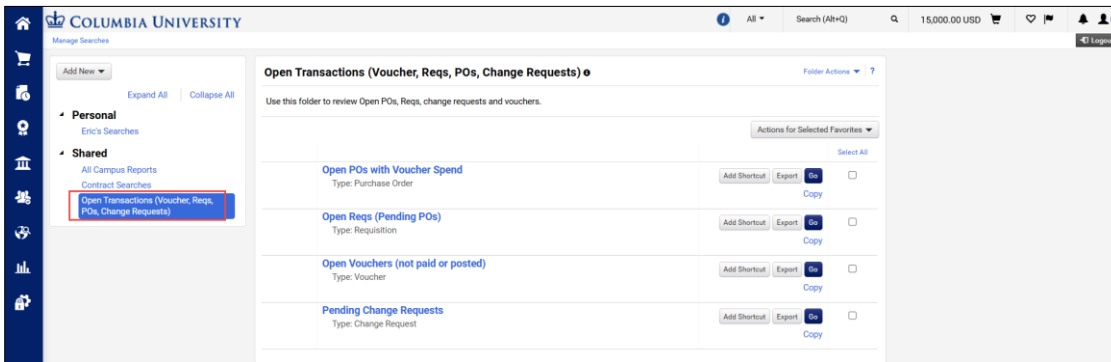 COLUMBIA UNIVERSITY
All
Search (Alt+Q)
15,000.00 USD
Manage Searches
Add New
Expand All Collapse All
Personal
Eric's Searches
Shared
All Campus Reports
Contract Searches
Open Transactions (Voucher, Reqs,
POs, Change Requests)
Open Transactions (Voucher, Reqs, POs, Change Requests)
Folder Actions ?
Use this folder to review Open POs, Reqs, change requests and vouchers.
Actions for Selected Favorites
Select All
Open POs with Voucher Spend
Type: Purchase Order
Add Shortcut Export Go
Copy
Open Reqs (Pending POs)
Type: Requisition
Add Shortcut Export Go
Copy
Open Vouchers (not paid or posted)
Type: Voucher
Add Shortcut Export Go
Copy
Pending Change Requests
Type: Change Request
Add Shortcut Export Go
Copy